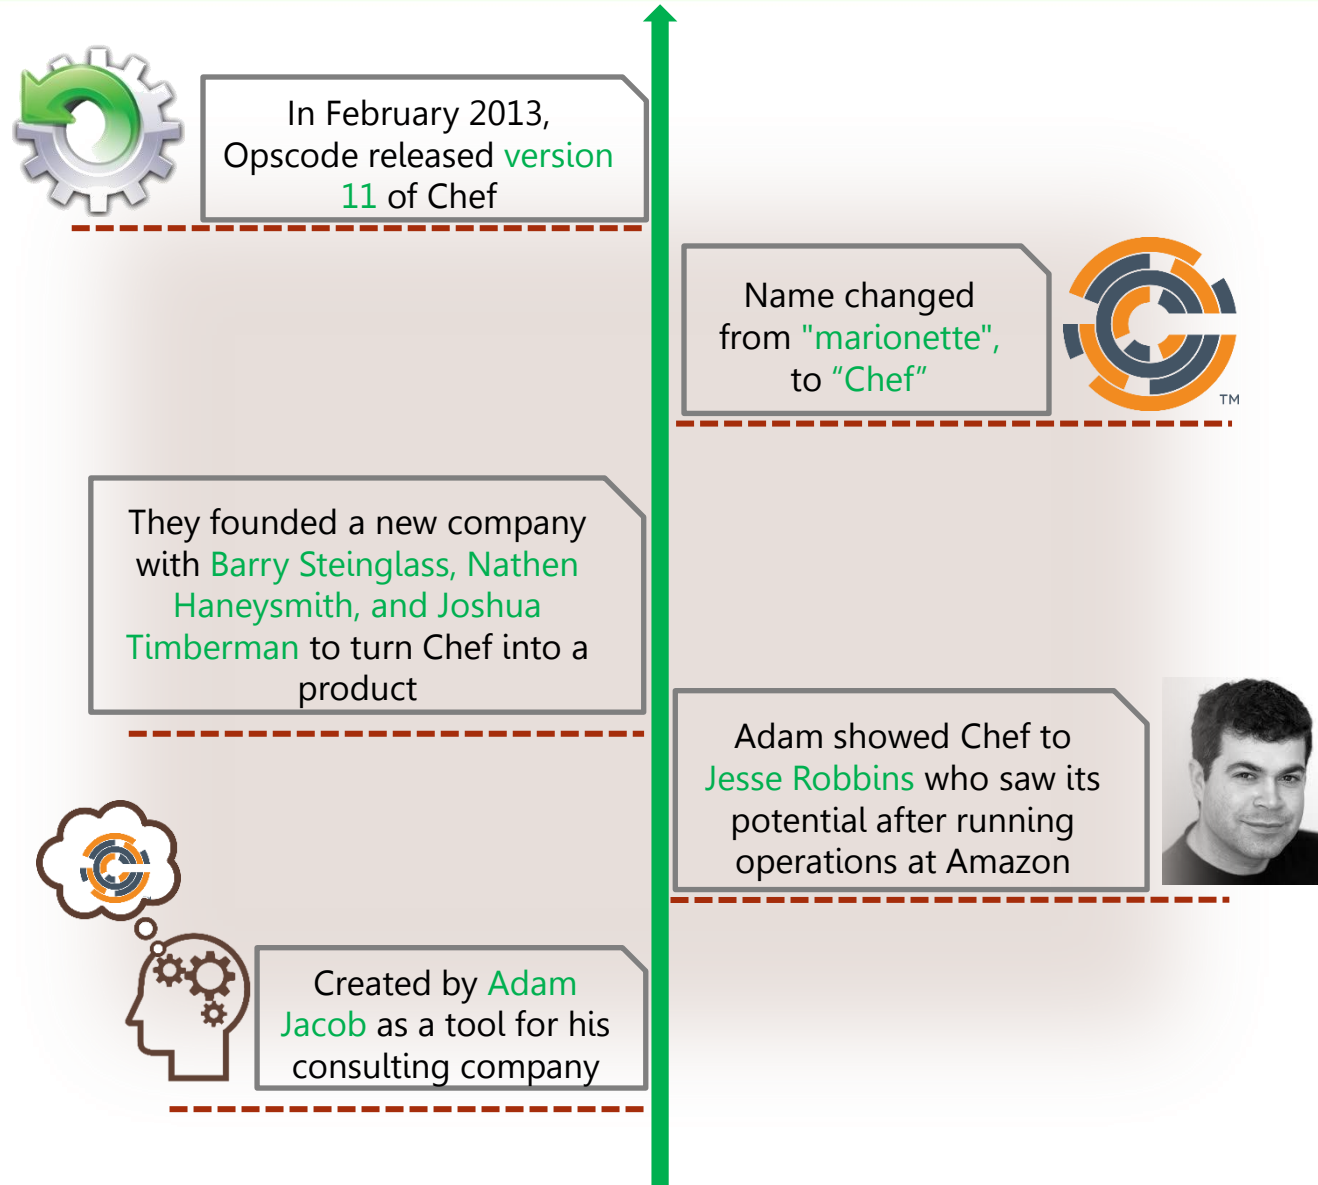 In February 2013,
Opscode released version
11 of Chef
Name changed
from "marionette",
to “Chef”
TM
They founded a new company
with Barry Steinglass, Nathen
Haneysmith, and Joshua
Timberman to turn Chef into a
product
Adam showed Chef to
Jesse Robbins who saw its
potential after running
operations at Amazon
Created by Adam
Jacob as a tool for his
consulting company